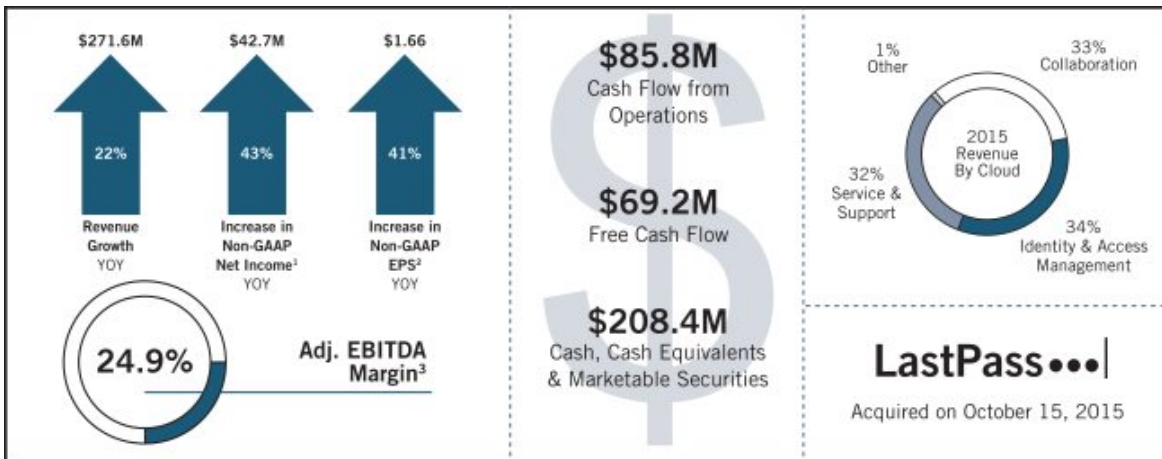 $271.6M
22%
Revenue
Growth
YOY
$42.7M
43%
Increase in
Non-GAAP
Net Income¹
YOY
$1.66
41%
Increase in
Non-GAAP
EPS²
YOY
24.9%
Adj. EBITDA
Margin³
$85.8M
Cash Flow from
Operations
$69.2M
Free Cash Flow
$208.4M
Cash, Cash Equivalents
& Marketable Securities
1%
Other
33%
Collaboration
2015
Revenue
By Cloud
32%
Service &
Support
34%
Identity & Access
Management
LastPass•••|
Acquired on October 15, 2015